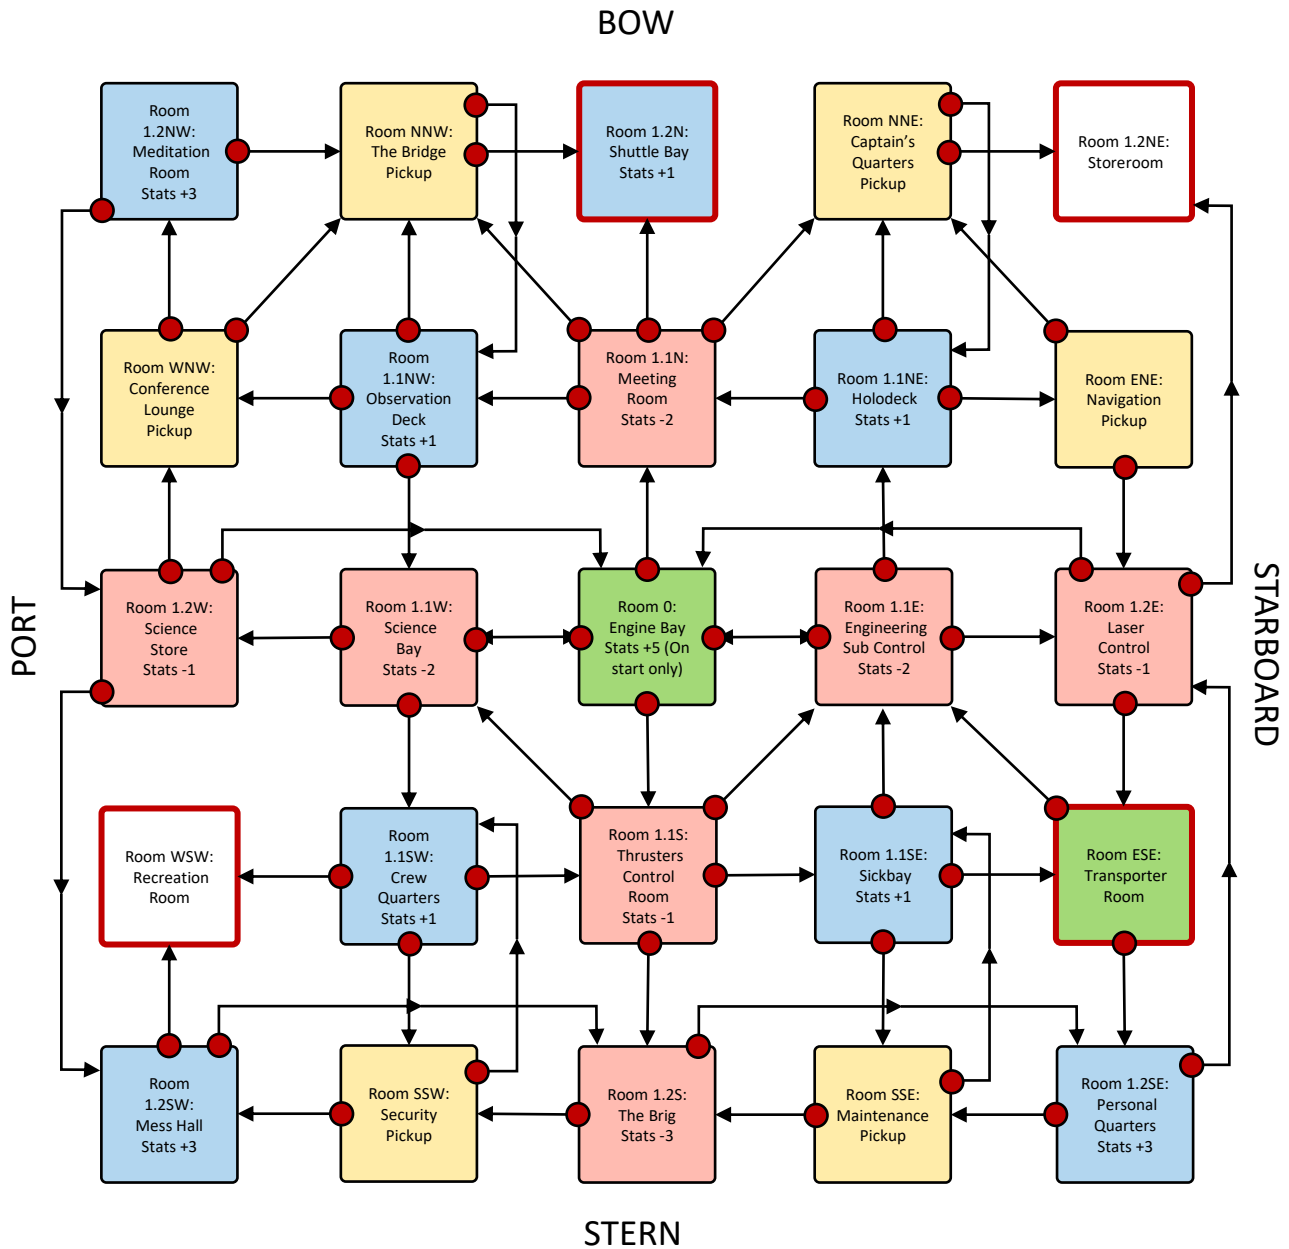 BOW
Room
1.2NW:
Meditation
Room
Stats +3
Room NNW:
The Bridge
Pickup
Room 1.2N:
Shuttle Bay
Stats +1
Room NNE:
Captain's
Quarters
Pickup
Room 1.2NE:
Storeroom
Room WNW:
Conference
Lounge
Pickup
Room
1.1NW:
Observation
Deck
Stats +1
Room 1.1N:
Meeting
Room
Stats -2
Room 1.1NE:
Holodeck
Stats +1
Room ENE:
Navigation
Pickup
PORT
Room 1.2W:
Science
Store
Stats -1
Room 1.1W:
Science
Bay
Stats -2
Room 0:
Engine Bay
Stats +5 (On
start only)
Room 1.1E:
Engineering
Sub Control
Stats -2
Room 1.2E:
Laser
Control
Stats -1
STARBOARD
Room WSW:
Recreation
Room
Room
1.1SW:
Crew
Quarters
Stats +1
Room 1.1S:
Thrusters
Control
Room
Stats -1
Room 1.1SE:
Sickbay
Stats +1
Room ESE:
Transporter
Room
Room
1.2SW:
Mess Hall
Stats +3
Room SSW:
Security
Pickup
Room 1.2S:
The Brig
Stats -3
Room SSE:
Maintenance
Pickup
Room 1.2SE:
Personal
Quarters
Stats +3
STERN